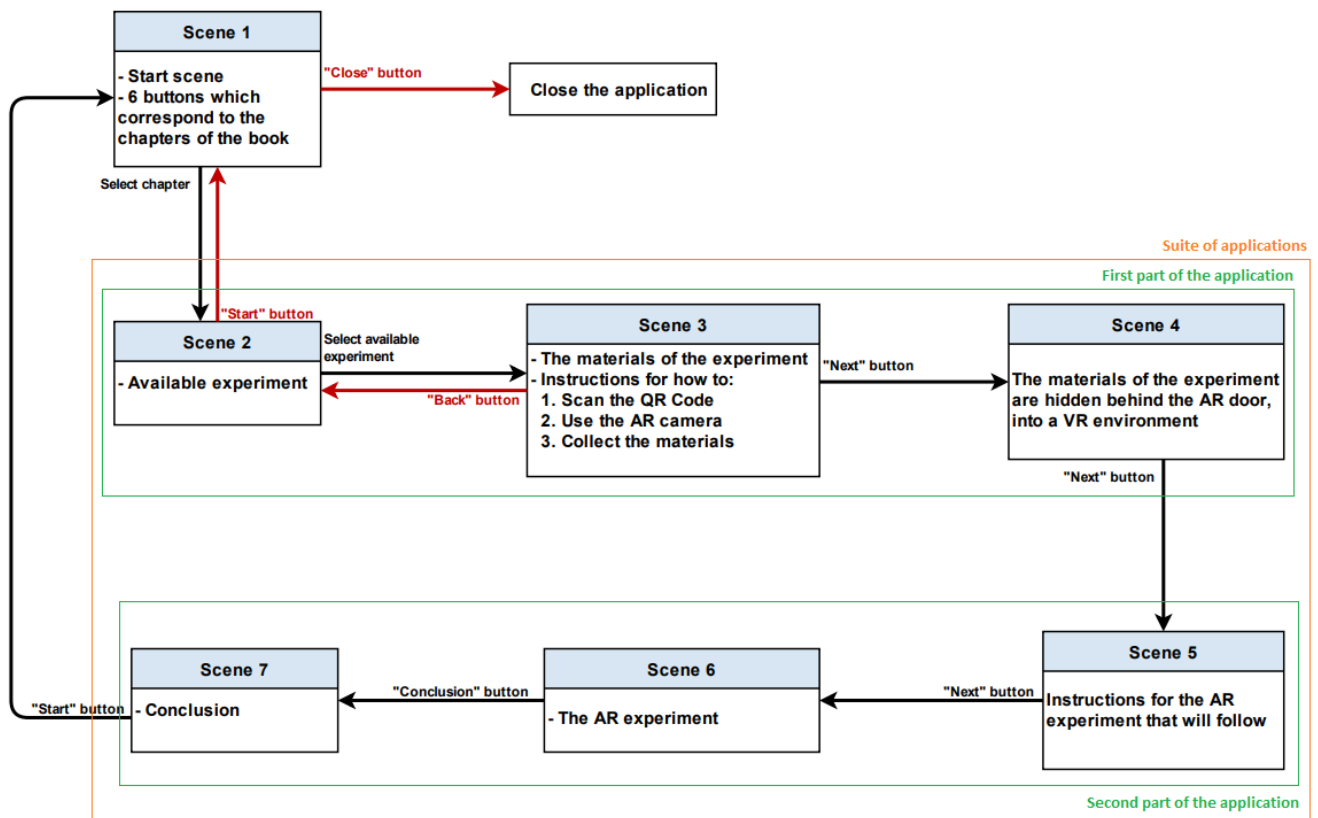 Scene 1
- Start scene
- 6 buttons which
correspond to the
chapters of the book
"Close" button
Close the application
Select chapter
"Start" button
Suite of applications
First part of the application
Scene 2
- Available experiment
Select available
experiment
"Back" button
Scene 3
- The materials of the experiment
- Instructions for how to:
1. Scan the QR Code
2. Use the AR camera
3. Collect the materials
"Next" button
Scene 4
The materials of the experiment
are hidden behind the AR door,
into a VR environment
"Next" button
Scene 5
Instructions for the AR
experiment that will follow
"Next" button
Scene 6
- The AR experiment
"Conclusion" button
Scene 7
- Conclusion
"Start" button
Second part of the application